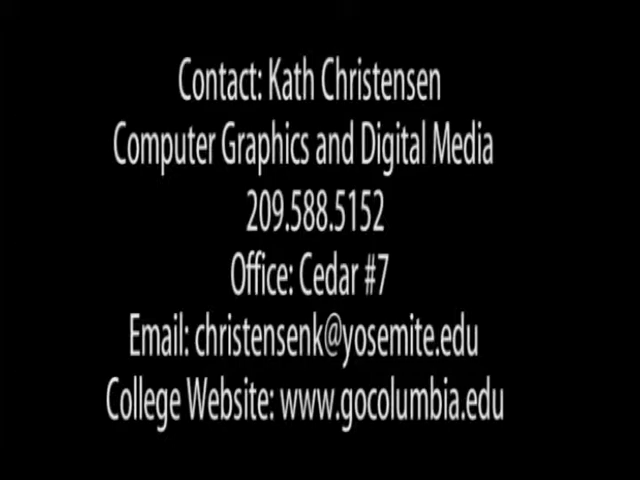 Contact: Kath Christensen
Computer Graphics and Digital Media
209.588.5152
Office: Cedar #7
Email: christensenk@yosemite.edu
College Website: www.gocolumbia.edu